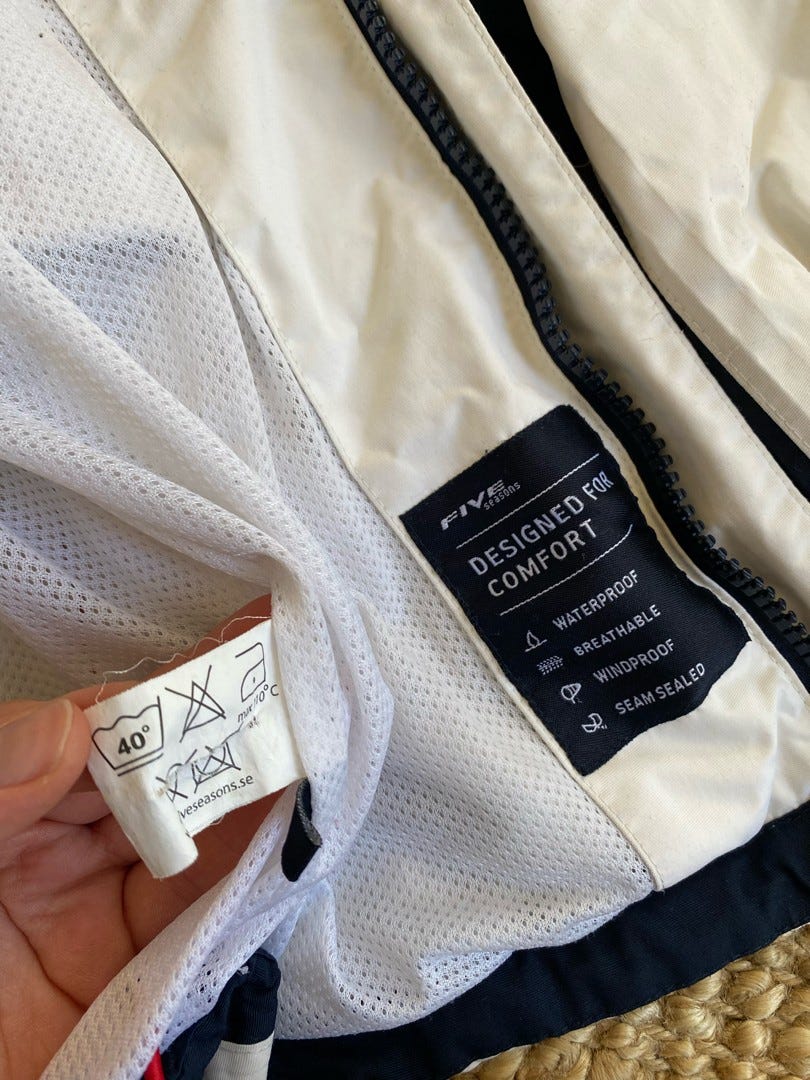 FIVE
seasons
DESIGNED FOR
COMFORT
WATERPROOF
BREATHABLE
WINDPROOF
SEAM SEALED
40°
veseasons.se